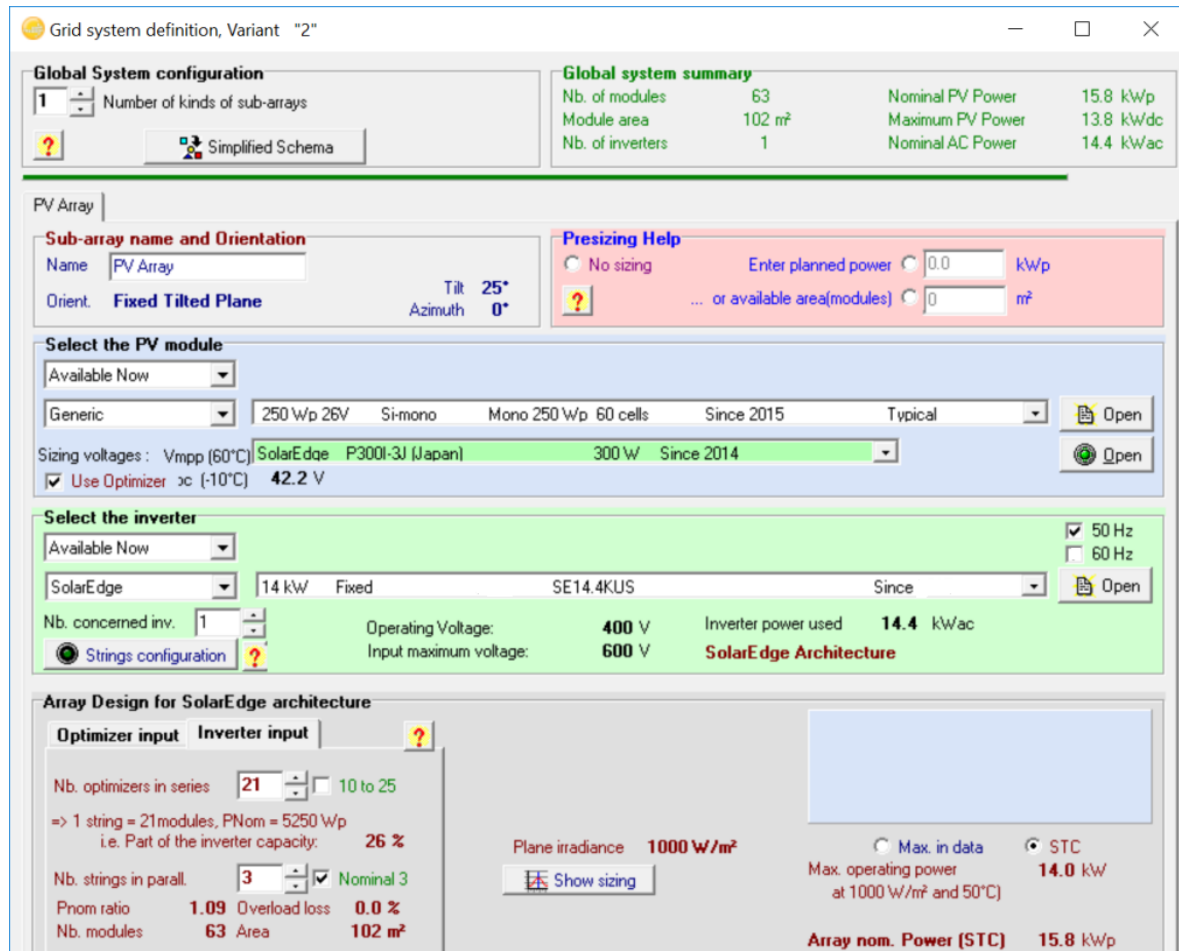 Grid system definition, Variant "2"
Global System configuration
1 Number of kinds of sub-arrays
? Simplified Schema
Global system summary
Nb. of modules 63 Nominal PV Power 15.8 kWp
Module area 102 m² Maximum PV Power 13.8 kWdc
Nb. of inverters 1 Nominal AC Power 14.4 kWac
PV Array
Sub-array name and Orientation
Name PV Array
Orient. Fixed Tilted Plane
Tilt 25°
Azimuth 0°
Presizing Help
No sizing Enter planned power 0.0 kWp
? ... or available area(modules) 0 m²
Select the PV module
Available Now
Generic 250 Wp 26V Si-mono Mono 250 Wp 60 cells Since 2015 Typical Open
Sizing voltages : Vmpp (60°C) SolarEdge P300I-3J (Japan) 300 W Since 2014 Open
Use Optimizer oc (-10°C) 42.2 V
Select the inverter
Available Now 50 Hz
60 Hz
SolarEdge 14 kW Fixed SE14.4KUS Since Open
Nb. concerned inv. 1 Operating Voltage: 400 V Inverter power used 14.4 kWac
Strings configuration ? Input maximum voltage: 600 V SolarEdge Architecture
Array Design for SolarEdge architecture
Optimizer input Inverter input ?
Nb. optimizers in series 21 10 to 25
=> 1 string = 21modules, PNom = 5250 Wp
i.e. Part of the inverter capacity: 26 %
Nb. strings in parall. 3 Nominal 3
Pnom ratio 1.09 Overload loss 0.0 %
Nb. modules 63 Area 102 m²
Plane irradiance 1000 W/m²
Show sizing
Max. in data STC
Max. operating power 14.0 kW
at 1000 W/m² and 50°C)
Array nom. Power (STC) 15.8 kWp